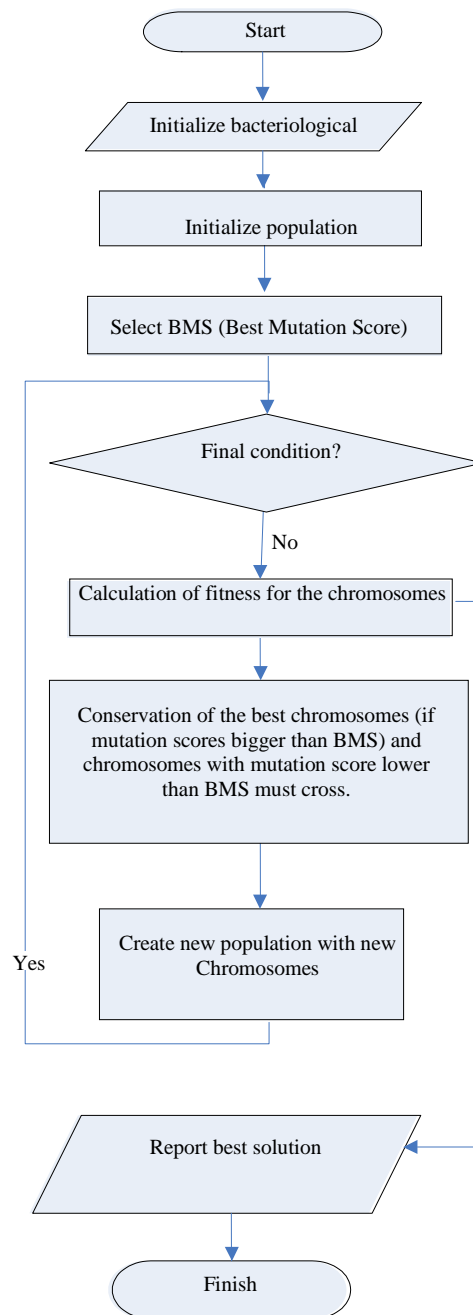 Start
Initialize bacteriological
Initialize population
Select BMS (Best Mutation Score)
Final condition?
No
Calculation of fitness for the chromosomes
Conservation of the best chromosomes (if
mutation scores bigger than BMS) and
chromosomes with mutation score lower
than BMS must cross.
Create new population with new
Chromosomes
Yes
Report best solution
Finish